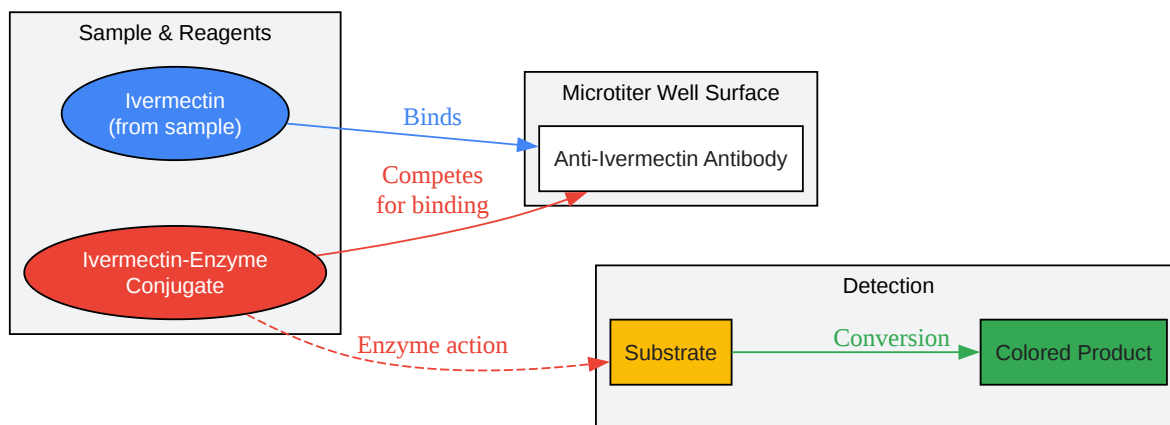 Sample & Reagents
Ivermectin
(from sample)
Binds
Microtiter Well Surface
Anti-Ivermectin Antibody
Competes
for binding
Ivermectin-Enzyme
Conjugate
Enzyme action
Detection
Substrate
Conversion
Colored Product